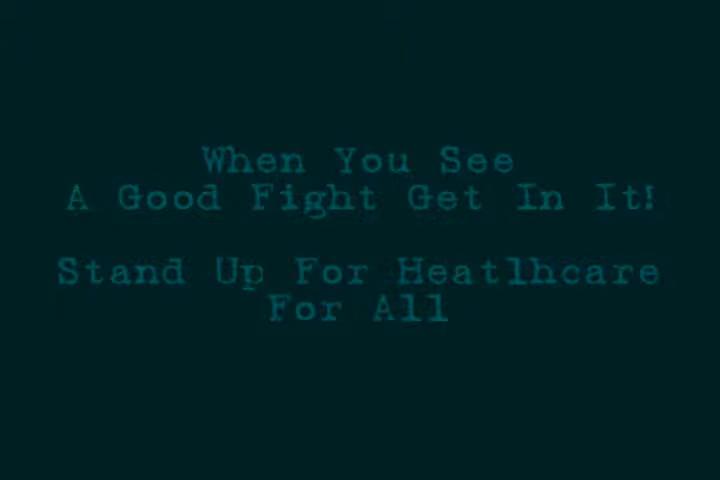 When You See
A Good Fight Get In It!
Stand Up For Heatlhcare
For All